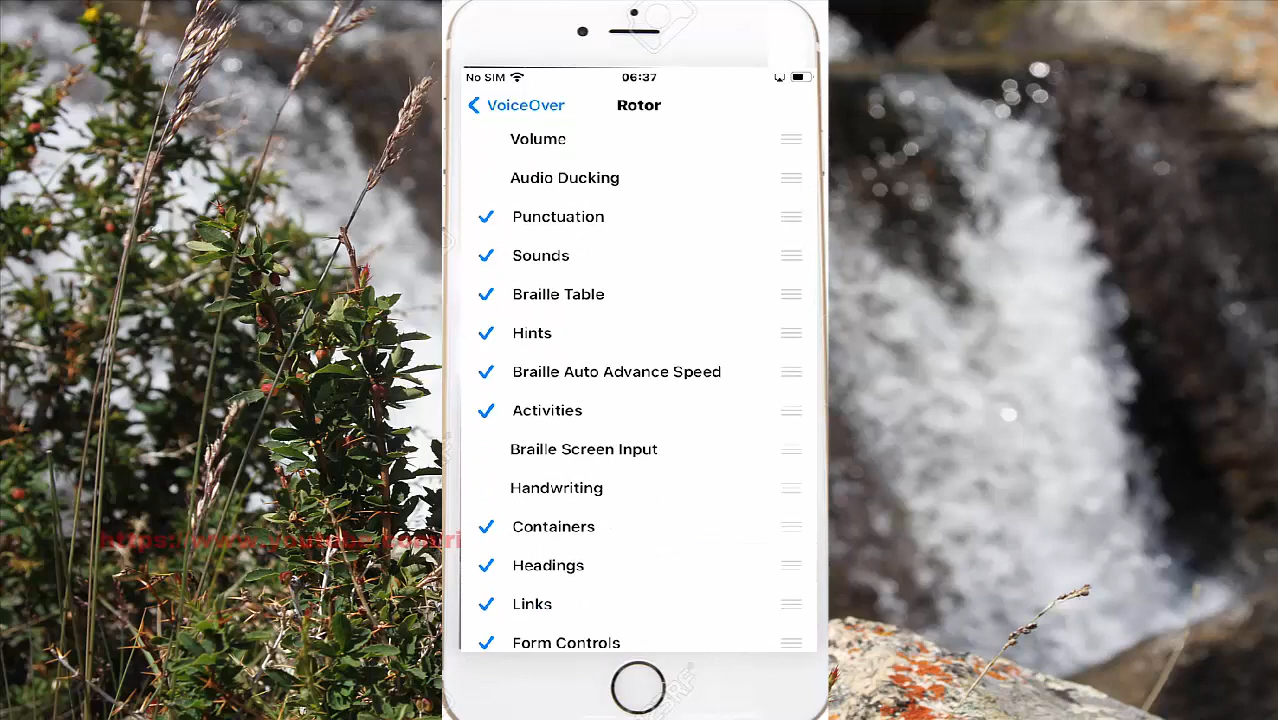 No SIM
06:37
VoiceOver
Rotor
Volume
Audio Ducking
Punctuation
Sounds
Braille Table
Hints
Braille Auto Advance Speed
Activities
Braille Screen Input
Handwriting
Containers
Headings
Links
Form Controls